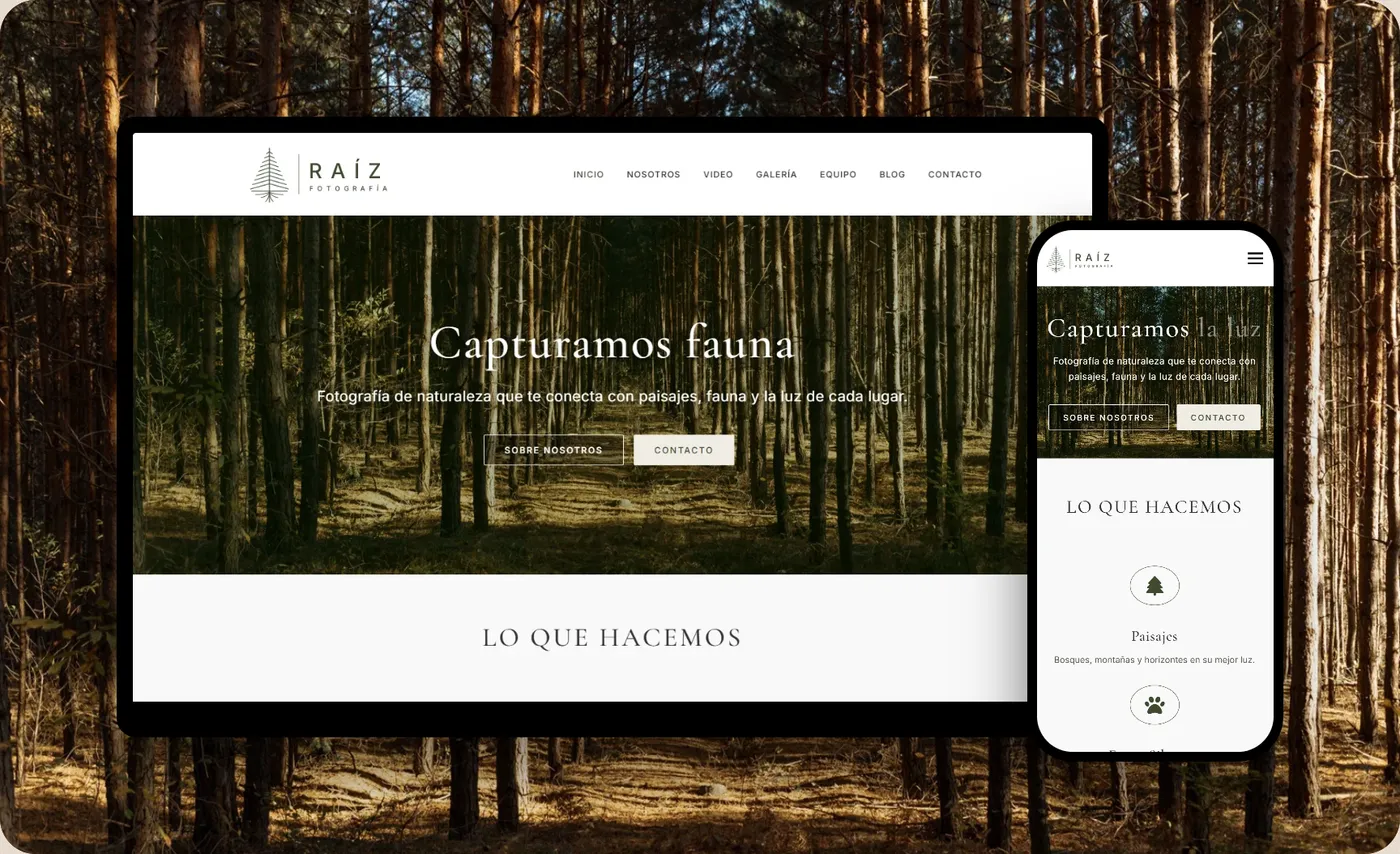 RAÍZ
FOTOGRAFÍA
INICIO NOSOTROS VIDEO GALERÍA EQUIPO BLOG CONTACTO
Capturamos fauna
Fotografía de naturaleza que te conecta con paisajes, fauna y la luz de cada lugar.
SOBRE NOSOTROS CONTACTO
LO QUE HACEMOS
RAÍZ
FOTOGRAFÍA
Capturamos la luz
Fotografía de naturaleza que te conecta con
paisajes, fauna y la luz de cada lugar.
SOBRE NOSOTROS CONTACTO
LO QUE HACEMOS
Paisajes
Bosques, montañas y horizontes en su mejor luz.